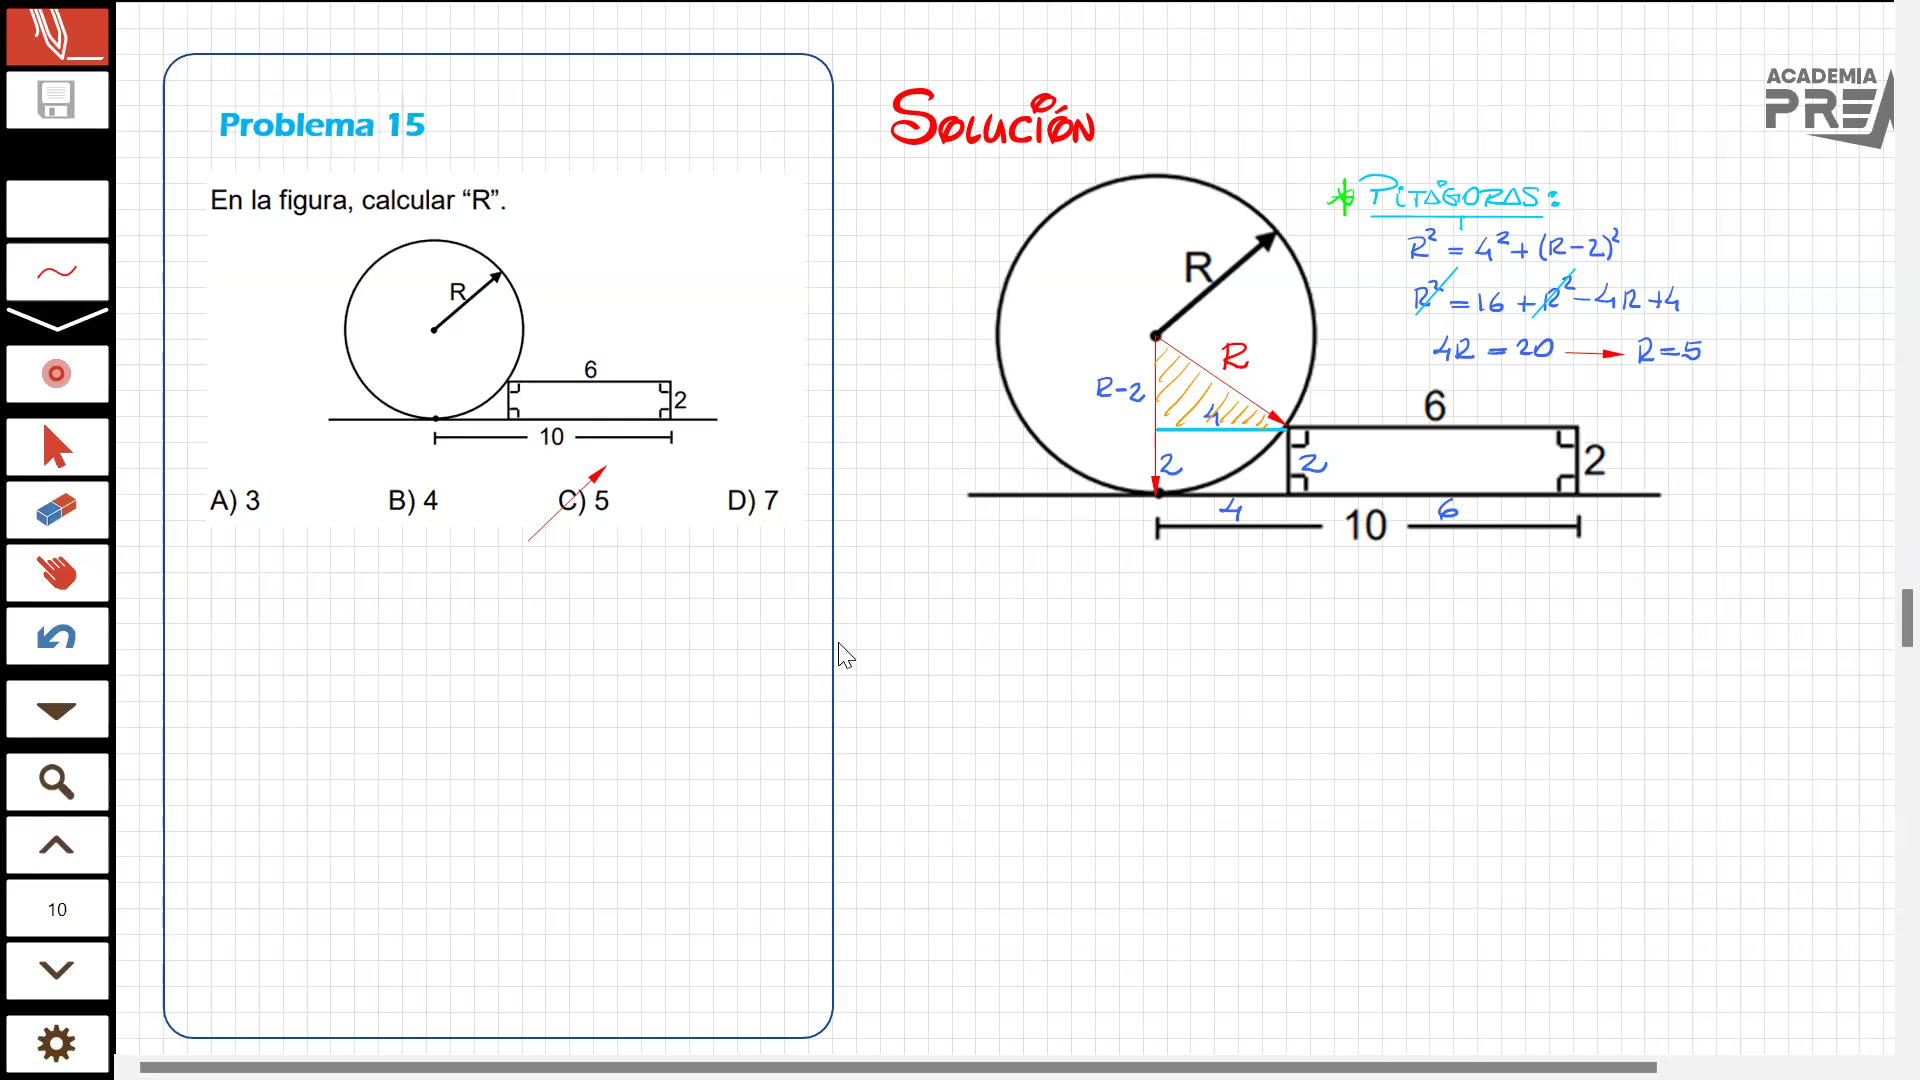 Problema 15
En la figura, calcular “R”.
R
6
2
10
A) 3 B) 4 C) 5 D) 7
SOLUCIÓN
ACADEMIA
PRE
* PITÁGORAS:
R² = 4² + (R-2)²
R² = 16 + R² - 4R + 4
4R = 20 → R = 5
R
R
R-2
4
6
2
2
2
4
6
10
10